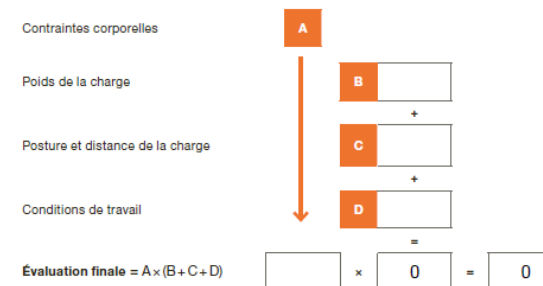 Contraintes corporelles A
Poids de la charge B
+
Posture et distance de la charge C
+
Conditions de travail D
=
Évaluation finale = A×(B+C+D) × 0 = 0